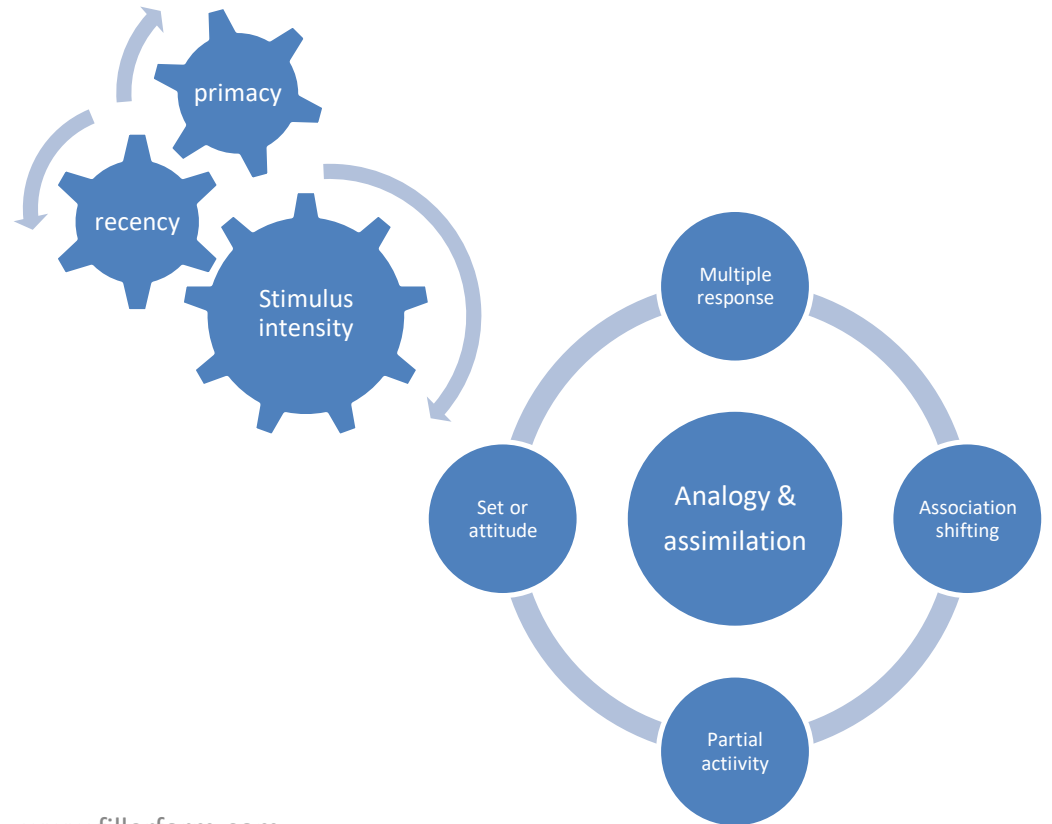 primacy
recency
Stimulus
intensity
Multiple
response
Set or
attitude
Analogy &
assimilation
Association
shifting
Partial
actiivity